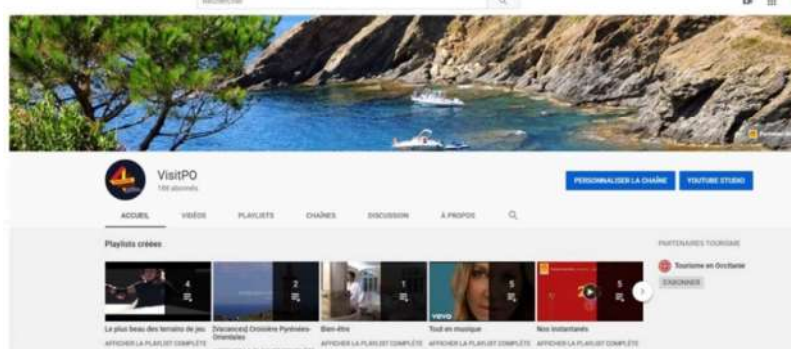 Rechercher
VisitPO
188 abonnés
PERSONNALISER LA CHAÎNE
YOUTUBE STUDIO
ACCUEIL
VIDÉOS
PLAYLISTS
CHAÎNES
DISCUSSION
À PROPOS
Playlists créées
PARTENAIRES TOURISME
Tourisme en Occitanie
S'ABONNER
4
2
1
5
5
vevo
Le plus beau des terrains de jeu
[Vacances] Croisière Pyrénées-
Orientales
Bien-être
Tout en musique
Nos instantanés
AFFICHER LA PLAYLIST COMPLÈTE
AFFICHER LA PLAYLIST COMPLÈTE
AFFICHER LA PLAYLIST COMPLÈTE
AFFICHER LA PLAYLIST COMPLÈTE